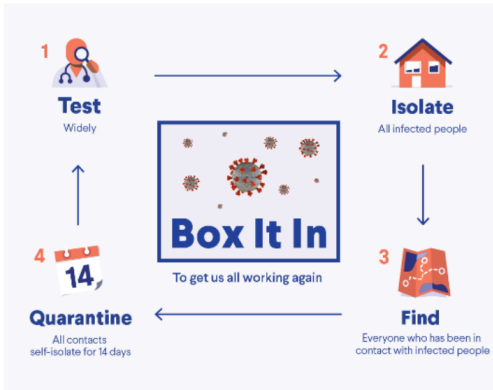 1
Test
Widely
2
Isolate
All infected people
Box It In
To get us all working again
3
Find
Everyone who has been in
contact with infected people
4
14
Quarantine
All contacts
self-isolate for 14 days